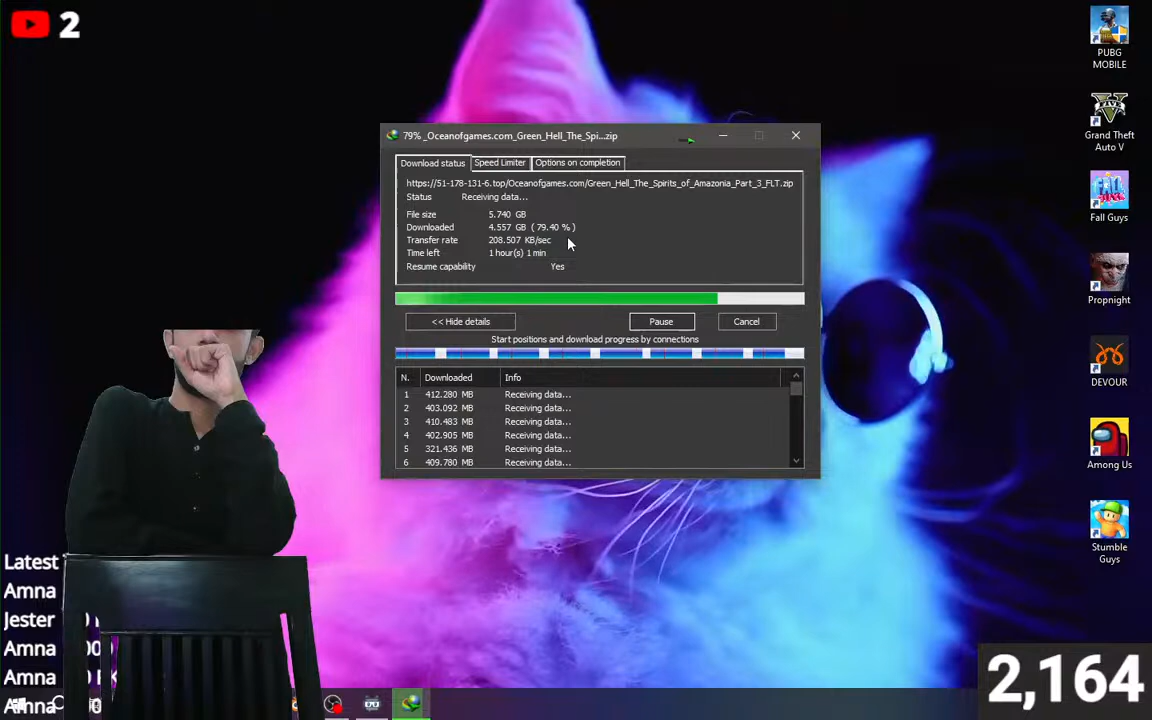 2
79% _Oceanofgames.com_Green_Hell_The_Spi...zip
Download status
Speed Limiter
Options on completion
https://51-178-131-6.top/Oceanofgames.com/Green_Hell_The_Spirits_of_Amazonia_Part_3_FLT.zip
Status Receiving data...
File size 5.740 GB
Downloaded 4.557 GB ( 79.40 % )
Transfer rate 208.507 KB/sec
Time left 1 hour(s) 1 min
Resume capability Yes
<< Hide details
Pause
Cancel
Start positions and download progress by connections
N. Downloaded Info
1 412.280 MB Receiving data...
2 403.092 MB Receiving data...
3 410.483 MB Receiving data...
4 402.905 MB Receiving data...
5 321.436 MB Receiving data...
6 409.780 MB Receiving data...
PUBG
MOBILE
Grand Theft
Auto V
Fall Guys
Propnight
DEVOUR
Among Us
Stumble
Guys
Latest
Amna
Jester
Amna
Amna
Amna
2,164